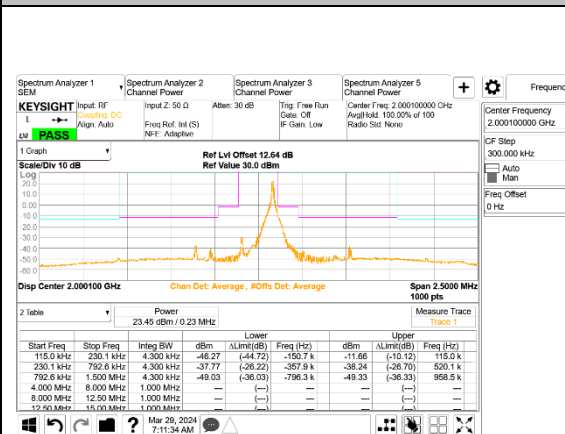 Spectrum Analyzer 1
SEM
Spectrum Analyzer 2
Channel Power
Spectrum Analyzer 3
Channel Power
Spectrum Analyzer 5
Channel Power
Frequency
KEYSIGHT
Input: RF
Coupling: DC
Align: Auto
Input Z: 50 Ω
Freq Ref: Int (S)
NFE: Adaptive
Atten: 30 dB
Trig: Free Run
Gate: Off
IF Gain: Low
Center Freq: 2.000100000 GHz
Avg|Hold: 100.00% of 100
Radio Std: None
PASS
Center Frequency
2.000100000 GHz
CF Step
300.000 kHz
Auto
Man
Freq Offset
0 Hz
1 Graph
Scale/Div 10 dB
Ref Lvl Offset 12.64 dB
Ref Value 30.0 dBm
Log
20.0
10.0
0.00
-10.0
-20.0
-30.0
-40.0
-50.0
-60.0
Disp Center 2.000100 GHz
Chan Det: Average, #Offs Det: Average
Span 2.5000 MHz
1000 pts
2 Table
Power
23.45 dBm / 0.23 MHz
Measure Trace
Trace 1
Lower Upper
Start Freq Stop Freq Integ BW dBm ΔLimit(dB) Freq (Hz) dBm ΔLimit(dB) Freq (Hz)
115.0 kHz 230.1 kHz 4.300 kHz -46.27 (-44.72) -150.7 k -11.66 (-10.12) 115.0 k
230.1 kHz 792.6 kHz 4.300 kHz -37.77 (-26.22) -357.9 k -38.24 (-26.70) 520.1 k
792.6 kHz 1.500 MHz 4.300 kHz -49.03 (-36.03) -796.3 k -49.33 (-36.33) 958.5 k
4.000 MHz 8.000 MHz 1.000 MHz --- (---) --- --- (---) ---
8.000 MHz 12.50 MHz 1.000 MHz --- (---) --- --- (---) ---
12.50 MHz 15.00 MHz 1.000 MHz --- (---) --- --- (---) ---
Mar 29, 2024
7:11:34 AM